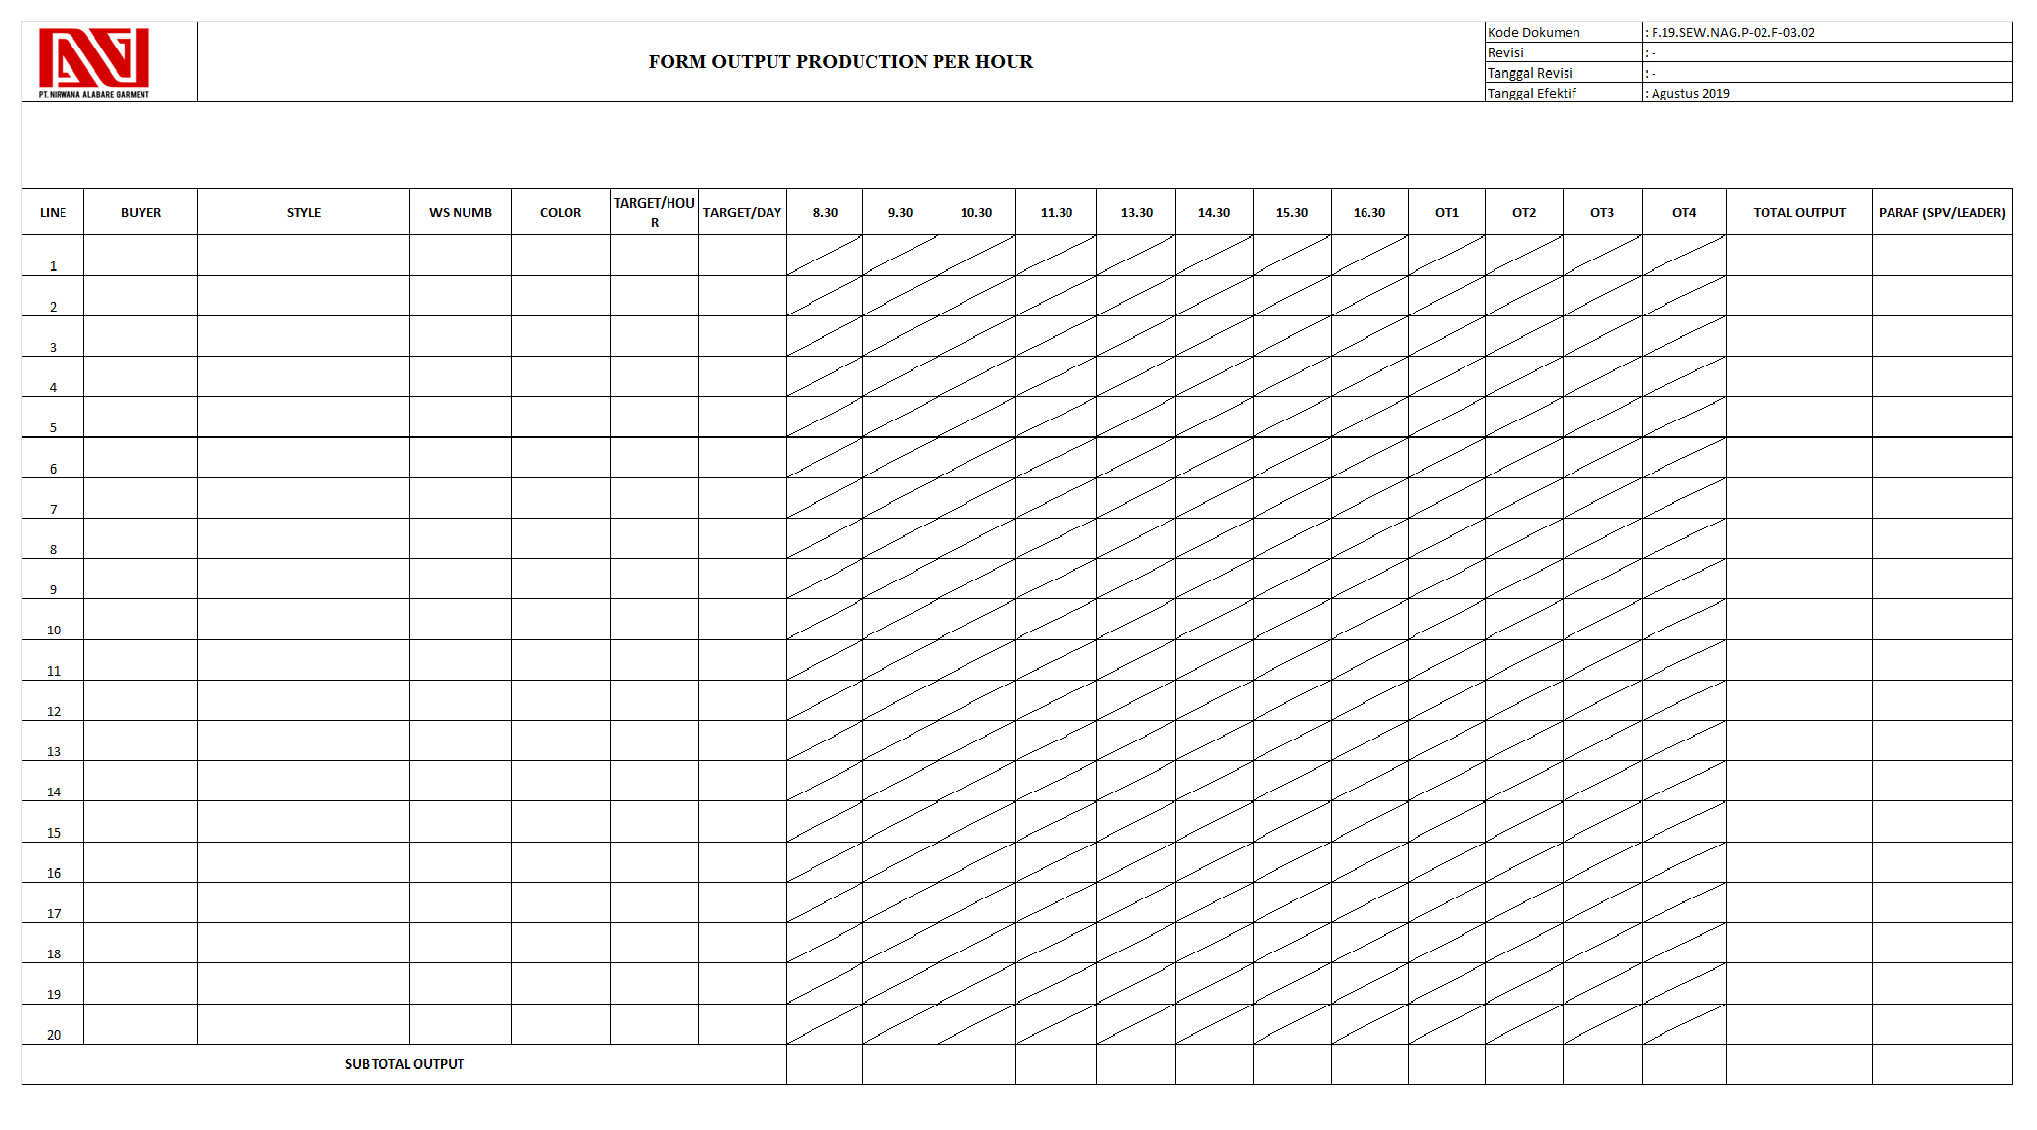 PT. NIRWANA ALABARE GARMENT
FORM OUTPUT PRODUCTION PER HOUR
Kode Dokumen : F.19.SEW.NAG.P-02.F-03.02
Revisi : -
Tanggal Revisi : -
Tanggal Efektif : Agustus 2019
LINE BUYER STYLE WS NUMB COLOR TARGET/HOUR TARGET/DAY 8.30 9.30 10.30 11.30 13.30 14.30 15.30 16.30 OT1 OT2 OT3 OT4 TOTAL OUTPUT PARAF (SPV/LEADER)
1
2
3
4
5
6
7
8
9
10
11
12
13
14
15
16
17
18
19
20
SUBTOTAL OUTPUT